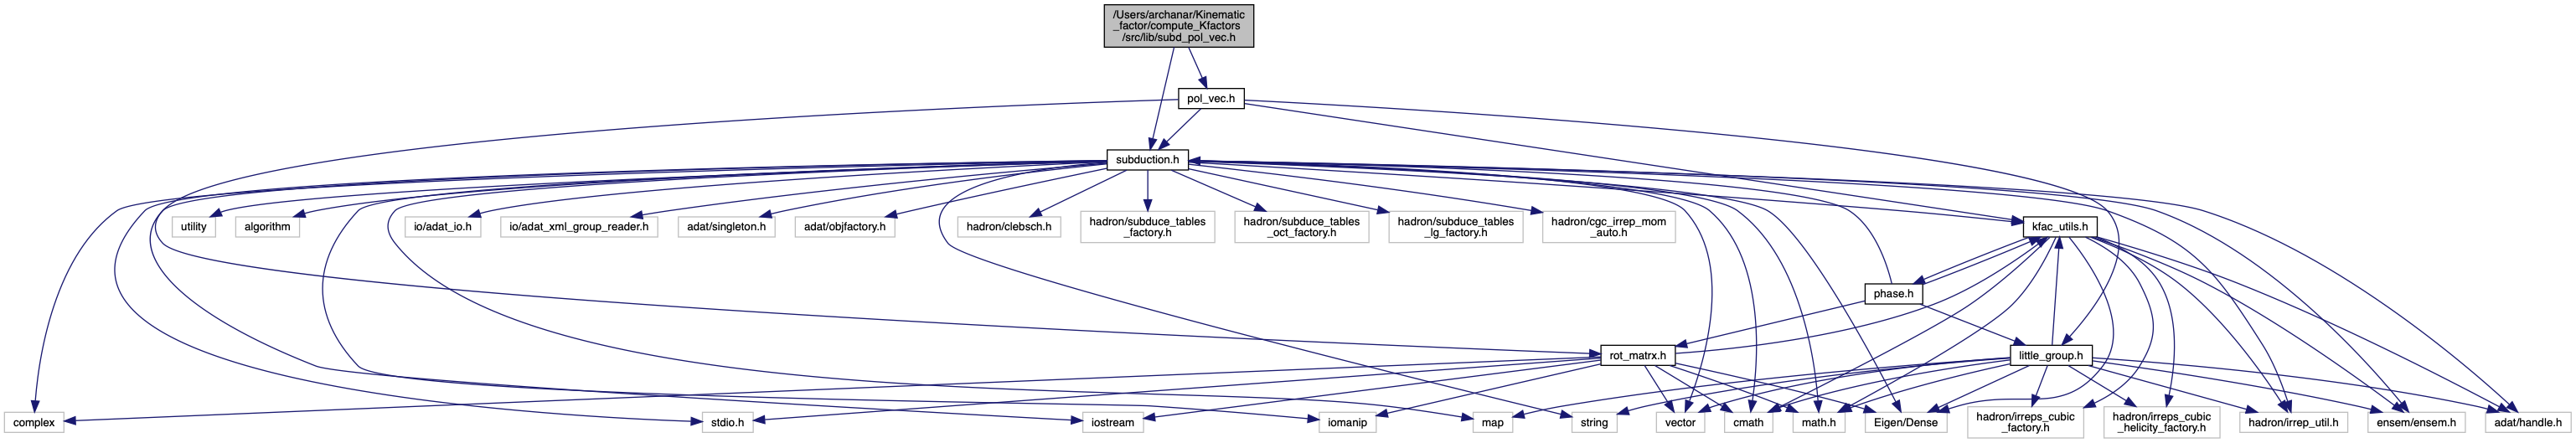 /Users/archanar/Kinematic
_factor/compute_Kfactors
/src/lib/subd_pol_vec.h
pol_vec.h
subduction.h
utility
algorithm
io/adat_io.h
io/adat_xml_group_reader.h
adat/singleton.h
adat/objfactory.h
hadron/clebsch.h
hadron/subduce_tables
_factory.h
hadron/subduce_tables
_oct_factory.h
hadron/subduce_tables
_lg_factory.h
hadron/cgc_irrep_mom
_auto.h
kfac_utils.h
phase.h
rot_matrx.h
little_group.h
complex
stdio.h
iostream
iomanip
map
string
vector
cmath
math.h
Eigen/Dense
hadron/irreps_cubic
_factory.h
hadron/irreps_cubic
_helicity_factory.h
hadron/irrep_util.h
ensem/ensem.h
adat/handle.h